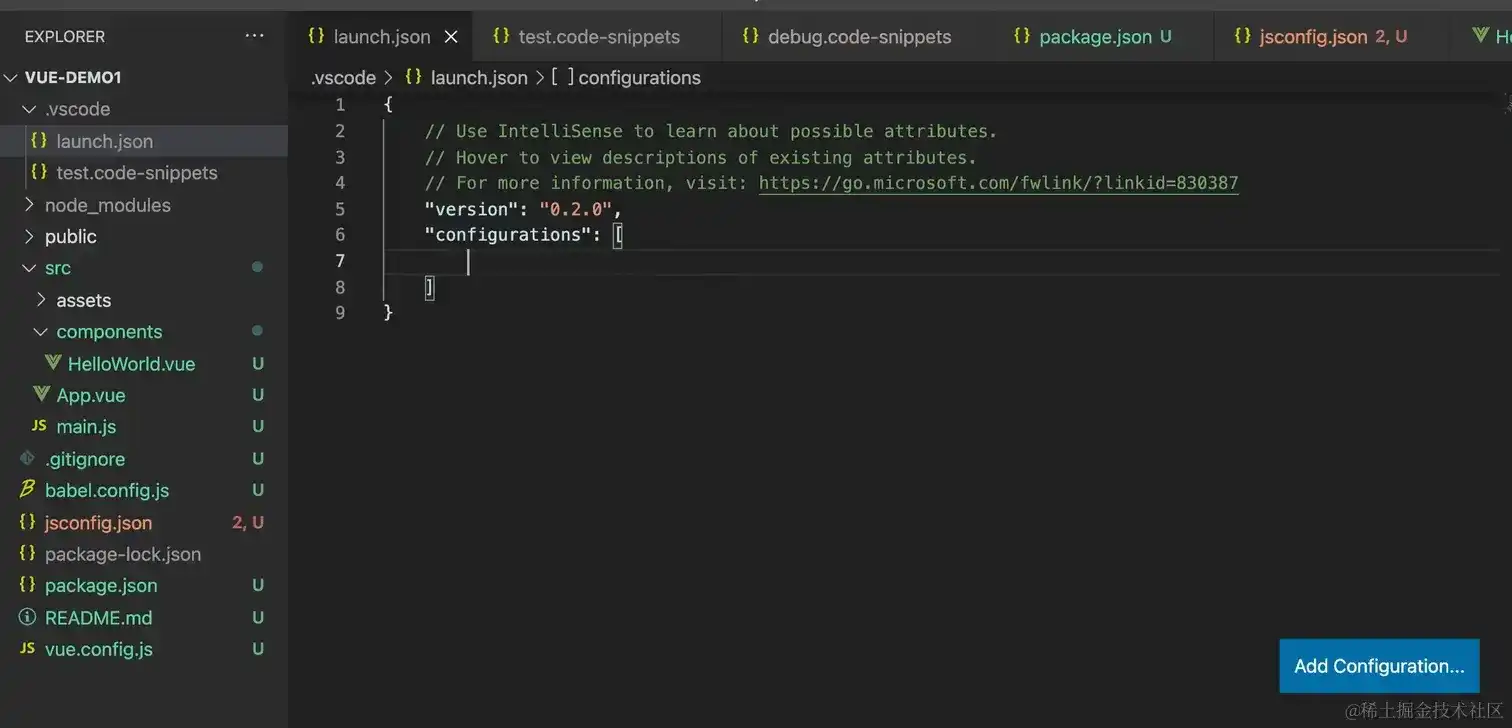 EXPLORER ...
VUE-DEMO1
.vscode
{} launch.json
{} test.code-snippets
node_modules
public
src
assets
components
HelloWorld.vue U
App.vue U
JS main.js U
.gitignore U
babel.config.js U
{} jsconfig.json 2, U
{} package-lock.json
{} package.json U
README.md U
JS vue.config.js U
{} launch.json × {} test.code-snippets {} debug.code-snippets {} package.json U {} jsconfig.json 2, U
.vscode > {} launch.json > [ ] configurations
1 {
2 // Use IntelliSense to learn about possible attributes.
3 // Hover to view descriptions of existing attributes.
4 // For more information, visit: https://go.microsoft.com/fwlink/?linkid=830387
5 "version": "0.2.0",
6 "configurations": [
7
8 ]
9 }
Add Configuration...
@稀土掘金技术社区